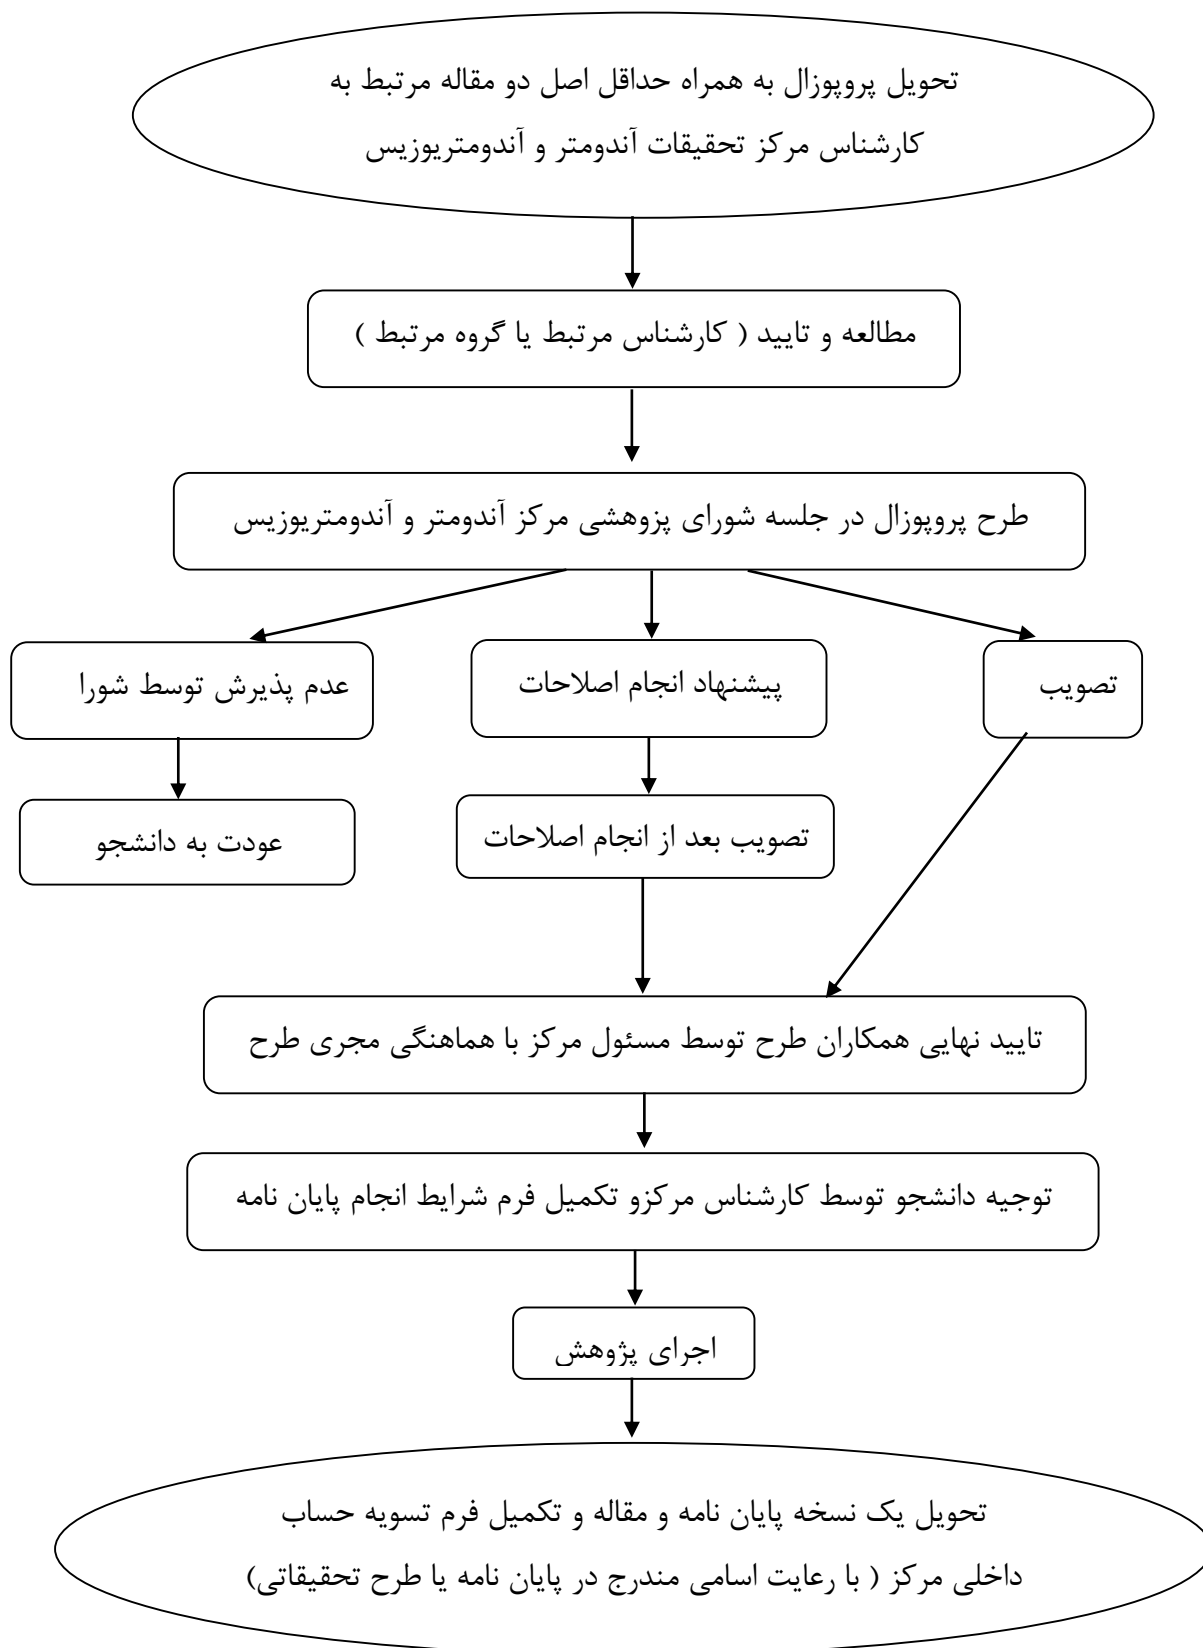 تحویل پروپوزال به همراه حداقل اصل دو مقاله مرتبط به
کارشناس مرکز تحقیقات آندومتر و آندومتریوزیس
مطالعه و تایید ( کارشناس مرتبط یا گروه مرتبط )
طرح پروپوزال در جلسه شورای پزوهشی مرکز آندومتر و آندومتریوزیس
تصویب
پیشنهاد انجام اصلاحات
عدم پذیرش توسط شورا
تصویب بعد از انجام اصلاحات
عودت به دانشجو
تایید نهایی همکاران طرح توسط مسئول مرکز با هماهنگی مجری طرح
توجیه دانشجو توسط کارشناس مرکزو تکمیل فرم شرایط انجام پایان نامه
اجرای پژوهش
تحویل یک نسخه پایان نامه و مقاله و تکمیل فرم تسویه حساب
داخلی مرکز ( با رعایت اسامی مندرج در پایان نامه یا طرح تحقیقاتی)